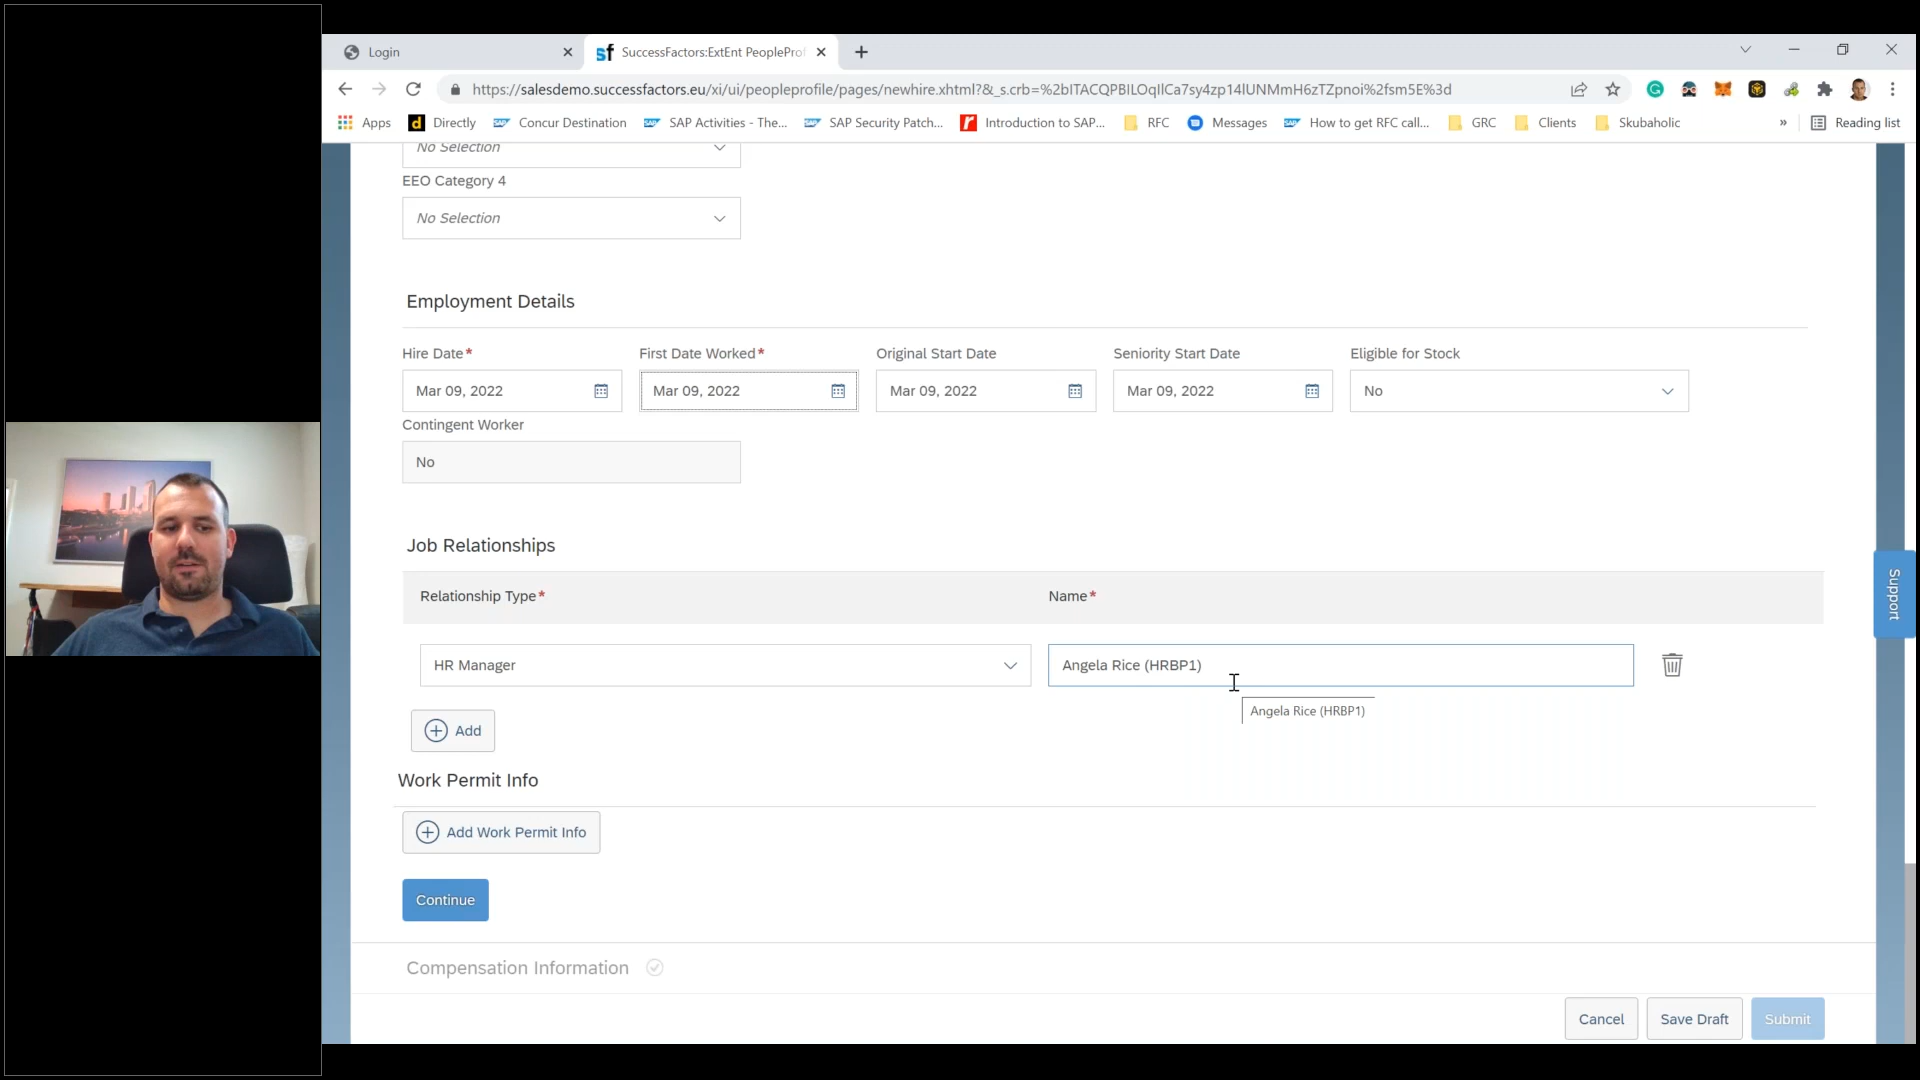 Login
sf SuccessFactors:ExtEnt PeopleProf
https://salesdemo.successfactors.eu/xi/ui/peopleprofile/pages/newhire.xhtml?&_s.crb=%2bITACQPBILOqIlCa7sy4zp14lUNMmH6zTZpnoi%2fsm5E%3d
Apps Directly Concur Destination SAP Activities - The... SAP Security Patch... Introduction to SAP... RFC Messages How to get RFC call... GRC Clients Skubaholic » Reading list
No Selection
EEO Category 4
No Selection
Employment Details
Hire Date* First Date Worked* Original Start Date Seniority Start Date Eligible for Stock
Mar 09, 2022 Mar 09, 2022 Mar 09, 2022 Mar 09, 2022 No
Contingent Worker
No
Job Relationships
Relationship Type* Name*
HR Manager Angela Rice (HRBP1)
Angela Rice (HRBP1)
Add
Work Permit Info
Add Work Permit Info
Continue
Compensation Information
Cancel Save Draft Submit
Support